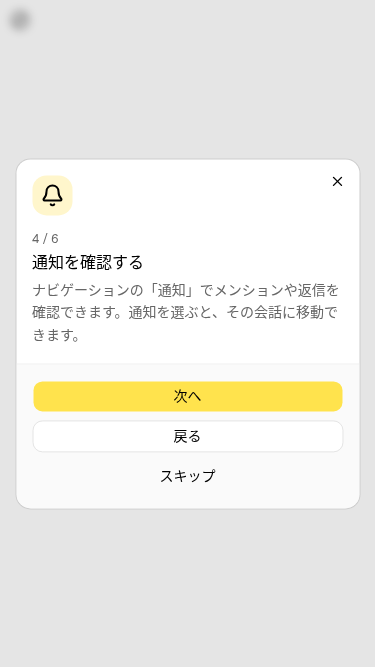 4 / 6
通知を確認する
ナビゲーションの「通知」でメンションや返信を
確認できます。通知を選ぶと、その会話に移動で
きます。
次へ
戻る
スキップ